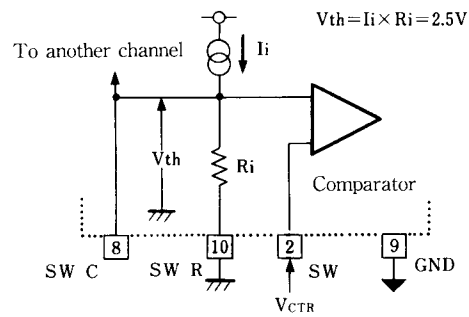 Vth=Ii×Ri=2.5V
To another channel
Ii
Vth
Ri
Comparator
8
10
2
9
SW C
SW R
SW
GND
VCTR